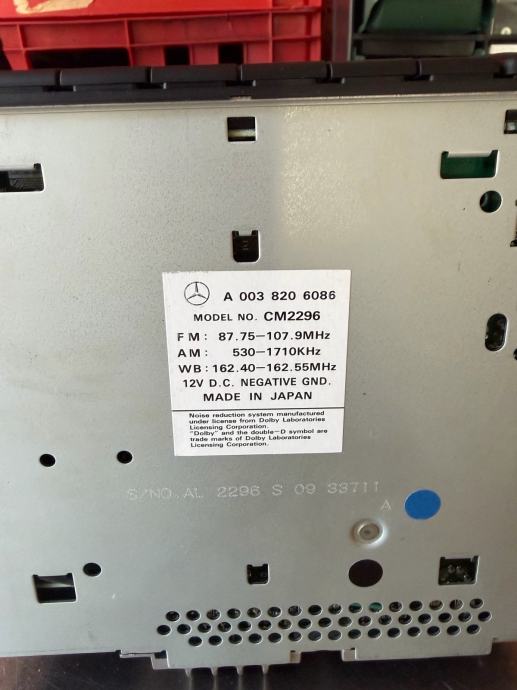 A 003 820 6086
MODEL NO. CM2296
FM: 87.75-107.9MHz
AM: 530-1710KHz
WB: 162.40-162.55MHz
12V D.C. NEGATIVE GND.
MADE IN JAPAN
Noise reduction system manufactured
under license from Dolby Laboratories
Licensing Corporation.
"Dolby" and the double-D symbol are
trade marks of Dolby Laboratories
Licensing Corporation.
S/NO. AL 2296 S 09 33711
A